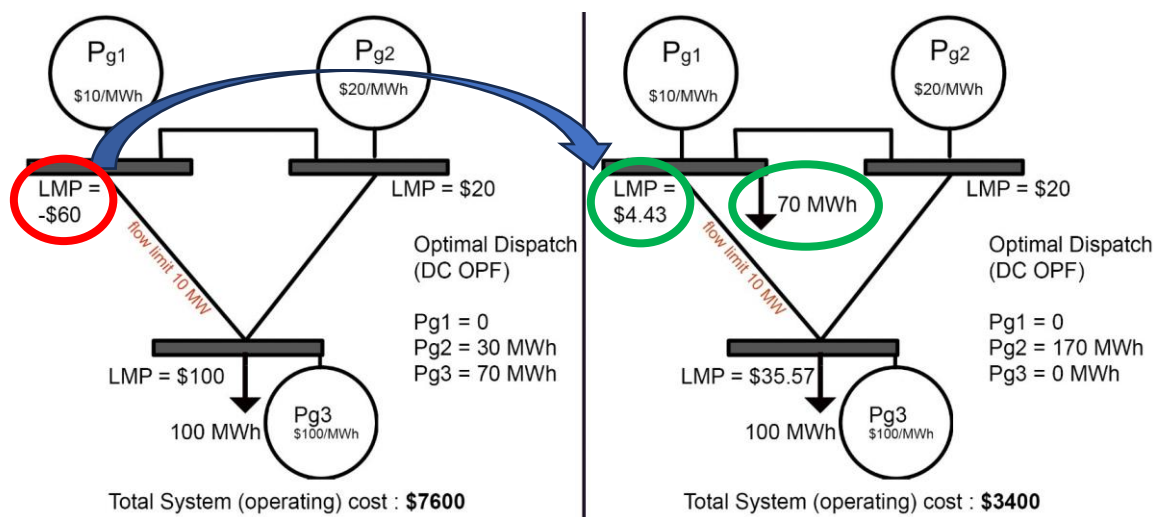 Pg1
$10/MWh
Pg2
$20/MWh
LMP =
-$60
LMP = $20
flow limit 10 MW
Optimal Dispatch
(DC OPF)
Pg1 = 0
Pg2 = 30 MWh
Pg3 = 70 MWh
LMP = $100
100 MWh
Pg3
$100/MWh
Total System (operating) cost : $7600
Pg1
$10/MWh
Pg2
$20/MWh
LMP =
$4.43
70 MWh
LMP = $20
flow limit 10 MW
Optimal Dispatch
(DC OPF)
Pg1 = 0
Pg2 = 170 MWh
Pg3 = 0 MWh
LMP = $35.57
100 MWh
Pg3
$100/MWh
Total System (operating) cost : $3400